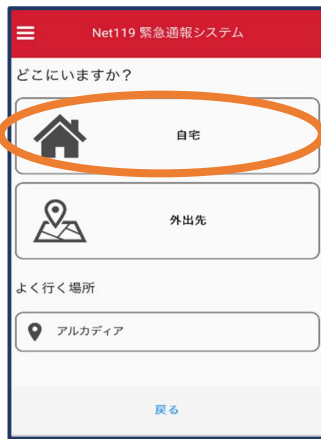 Net119 緊急通報システム
どこにいますか?
自宅
外出先
よく行く場所
アルカディア
戻る